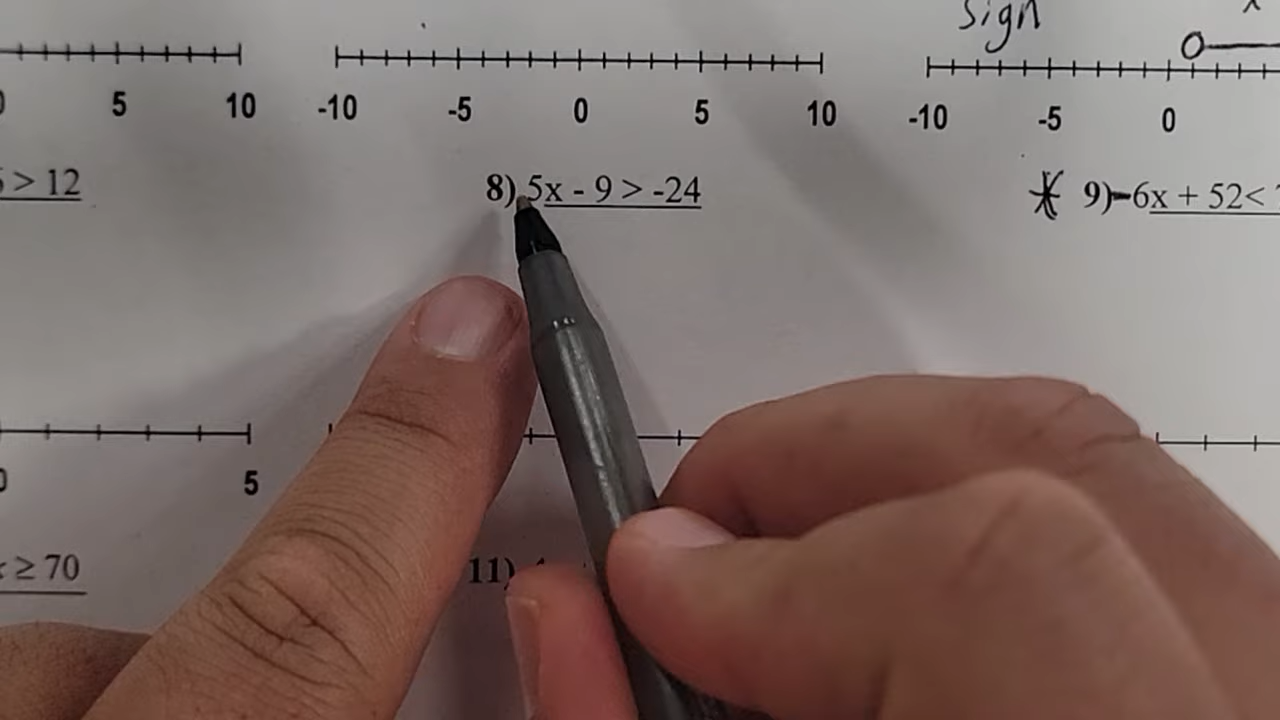 sign
5 10 -10 -5 0 5 10 -10 -5 0
> 12 8) 5x - 9 > -24 9) -6x + 52 <
5
≥ 70 11)